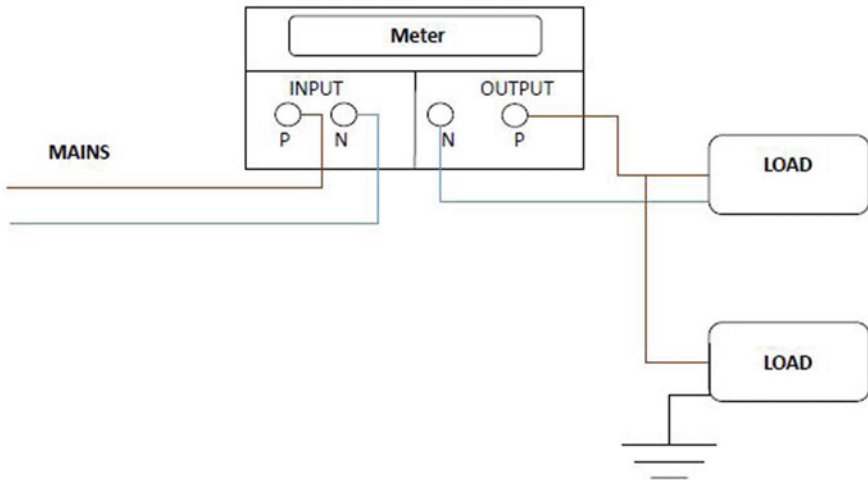 Meter
INPUT OUTPUT
P N N P
MAINS
LOAD
LOAD